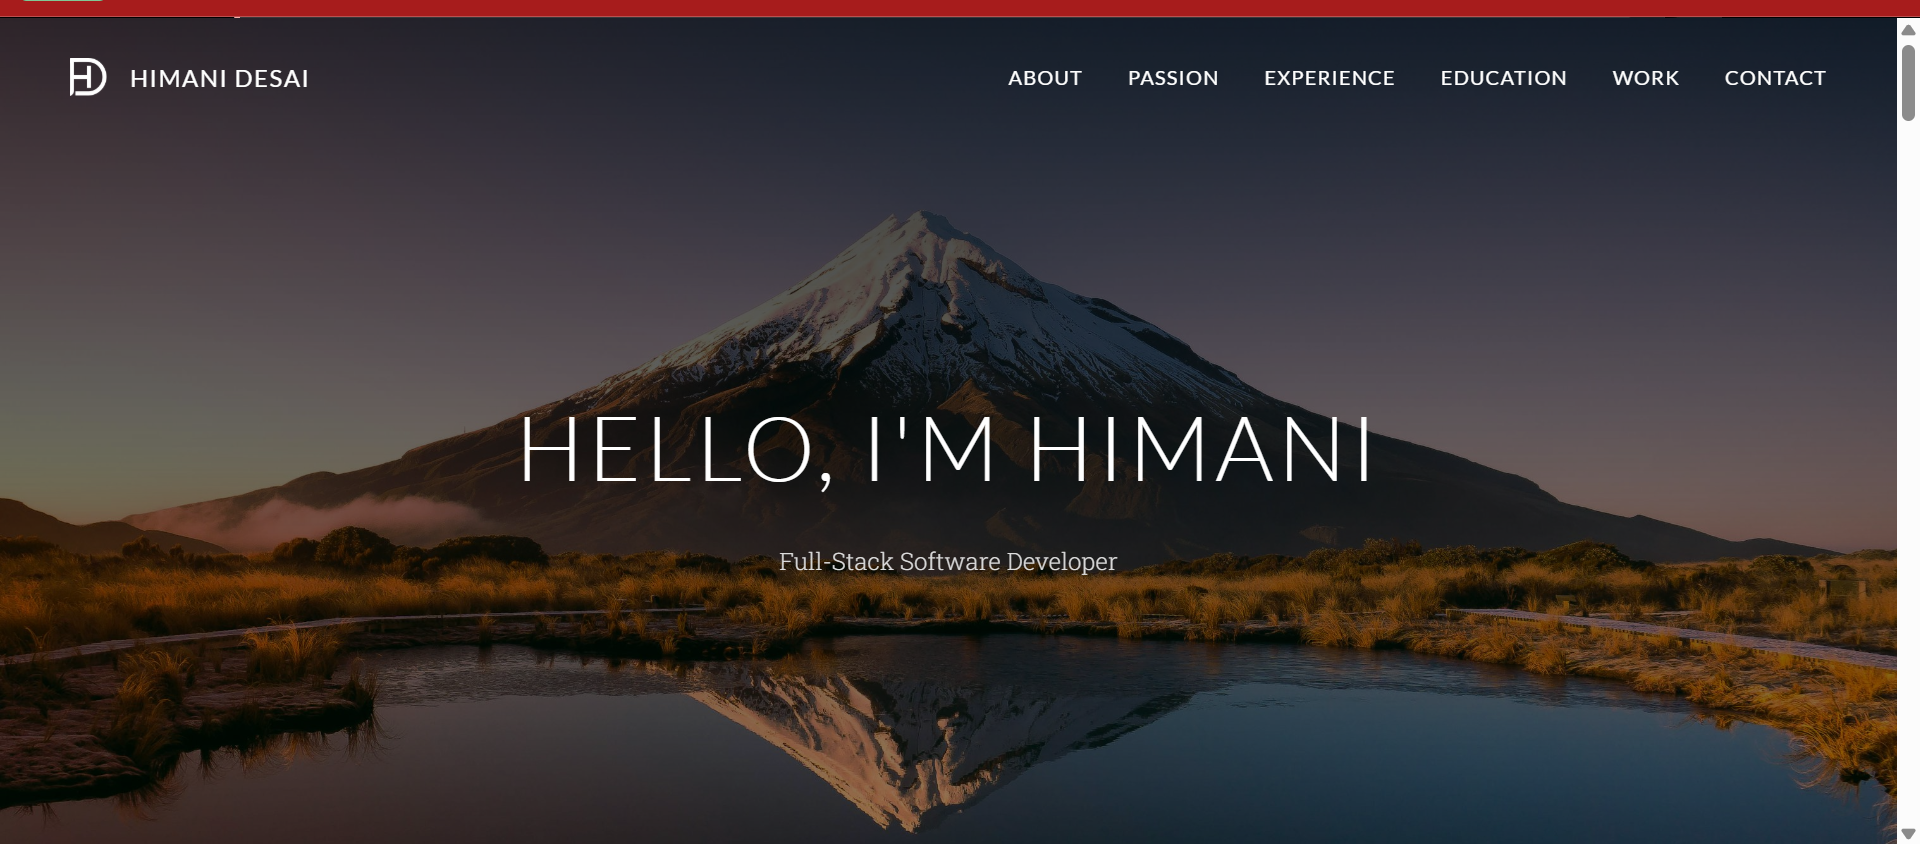 HD HIMANI DESAI
ABOUT PASSION EXPERIENCE EDUCATION WORK CONTACT
HELLO, I'M HIMANI
Full-Stack Software Developer